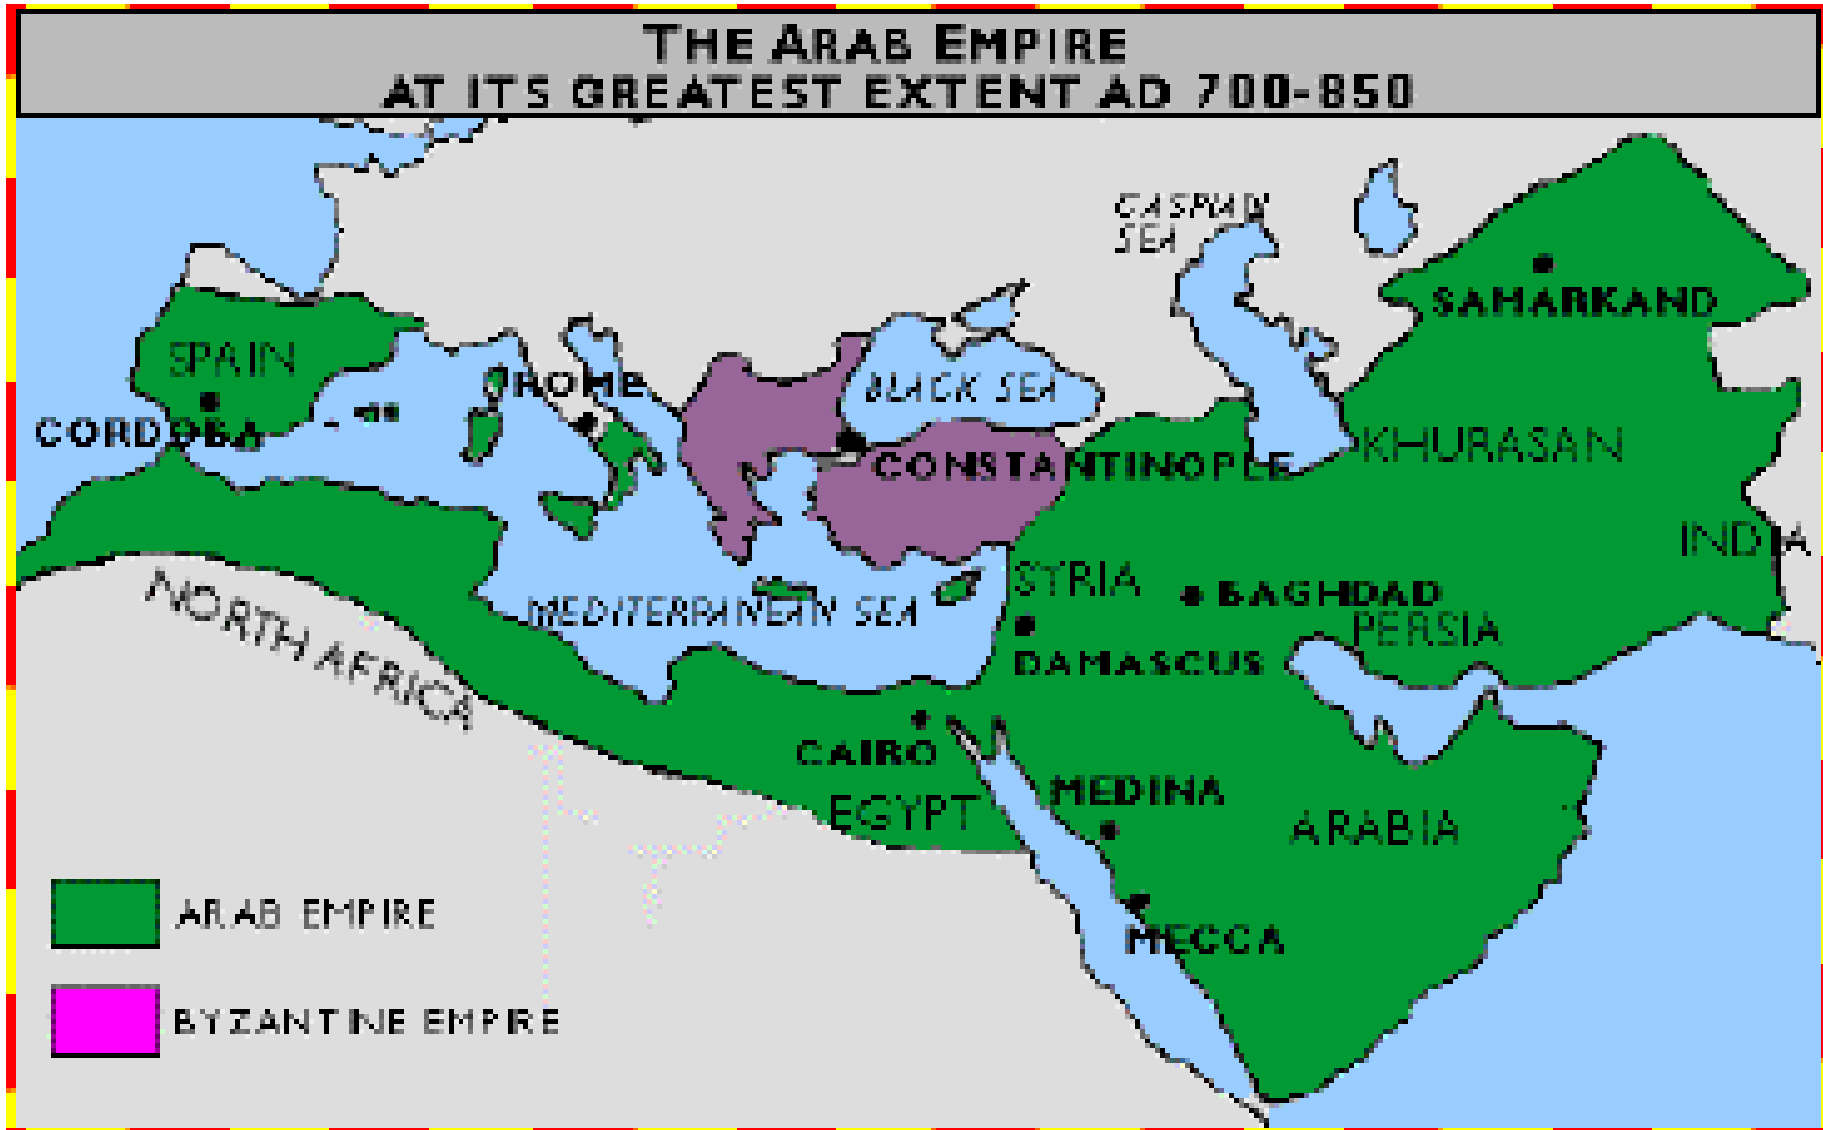 THE ARAB EMPIRE
AT ITS GREATEST EXTENT AD 700-850
CASPIAN
SEA
SAMARKAND
SPAIN
ROME
BLACK SEA
CORDOBA
KHURASAN
CONSTANTINOPLE
INDIA
SYRIA
BAGHDAD
MEDITERRANEAN SEA
PERSIA
NORTH AFRICA
DAMASCUS
CAIRO
MEDINA
EGYPT
ARABIA
ARAB EMPIRE
MECCA
BYZANTINE EMPIRE